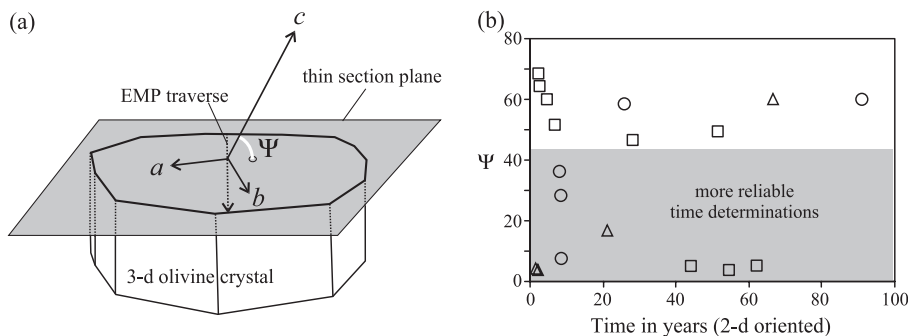 (a)
c
thin section plane
EMP traverse
Ψ
a
b
3-d olivine crystal
(b)
80
60
Ψ 40
20
0
more reliable
time determinations
0 20 40 60 80 100
Time in years (2-d oriented)